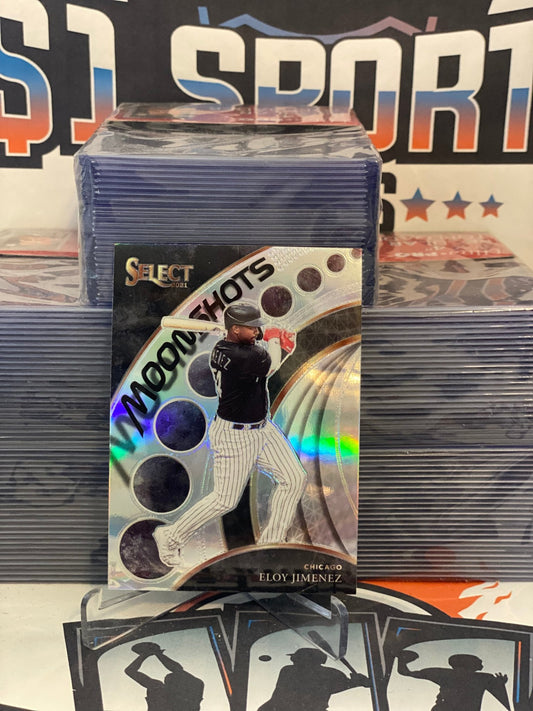 $1 SPORT
SELECT
2021
MOONSHOTS
CHICAGO
ELOY JIMENEZ